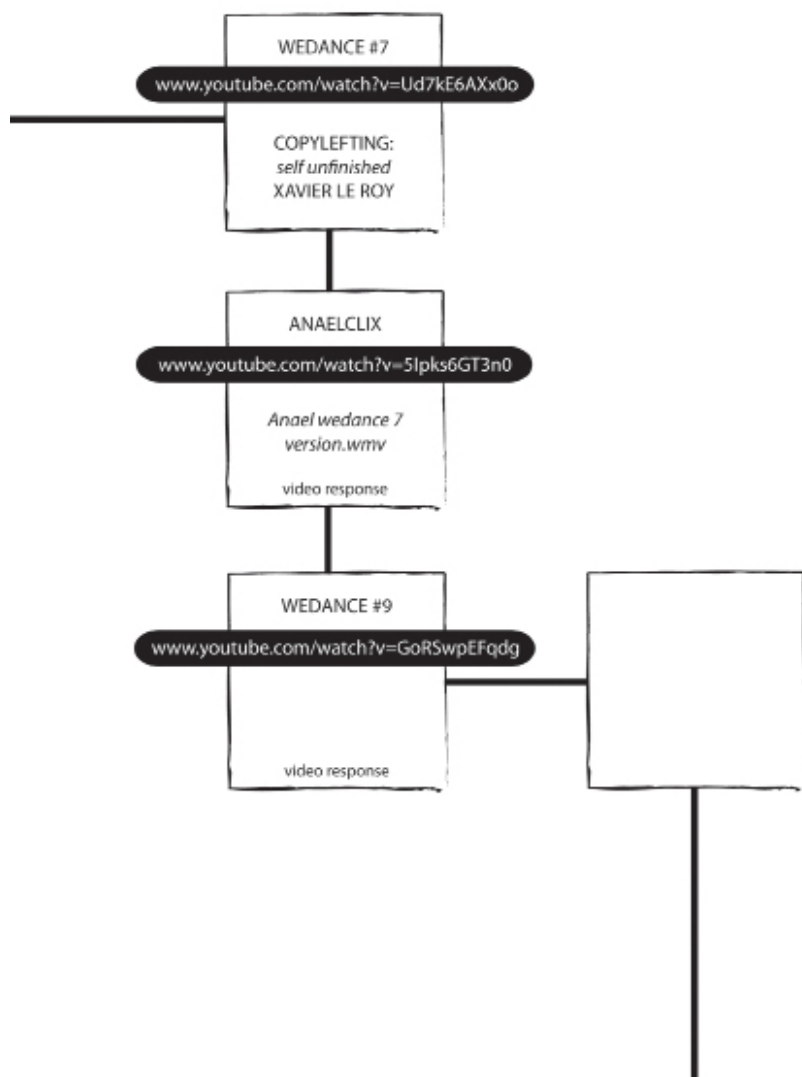 WEDANCE #7
www.youtube.com/watch?v=Ud7kE6AXx0o
COPYLEFTING:
self unfinished
XAVIER LE ROY
ANAELCLIX
www.youtube.com/watch?v=5Ipks6GT3n0
Anael wedance 7
version.wmv
video response
WEDANCE #9
www.youtube.com/watch?v=GoRSwpEFqdg
video response